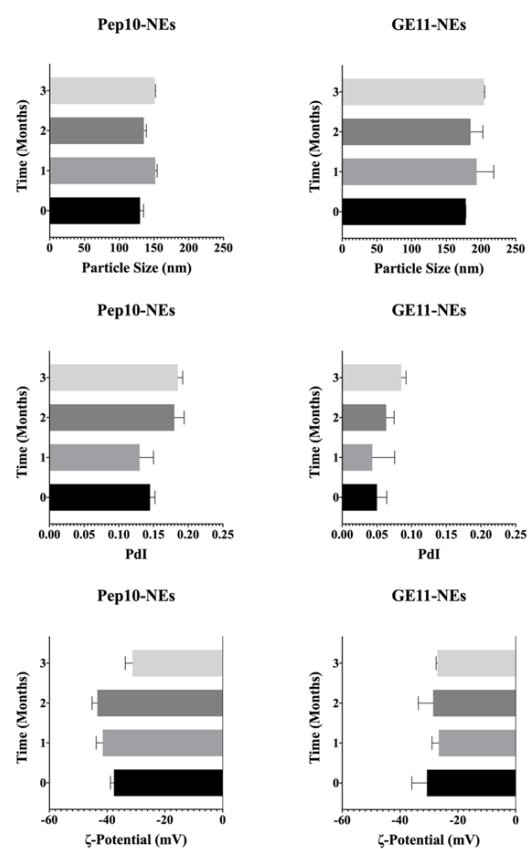 Pep10-NEs
GE11-NEs
Time (Months)
3
2
1
0
0 50 100 150 200 250
Particle Size (nm)
Time (Months)
3
2
1
0
0 50 100 150 200 250
Particle Size (nm)
Pep10-NEs
GE11-NEs
Time (Months)
3
2
1
0
0.00 0.05 0.10 0.15 0.20 0.25
PdI
Time (Months)
3
2
1
0
0.00 0.05 0.10 0.15 0.20 0.25
PdI
Pep10-NEs
GE11-NEs
Time (Months)
3
2
1
0
-60 -40 -20 0
ζ-Potential (mV)
Time (Months)
3
2
1
0
-60 -40 -20 0
ζ-Potential (mV)